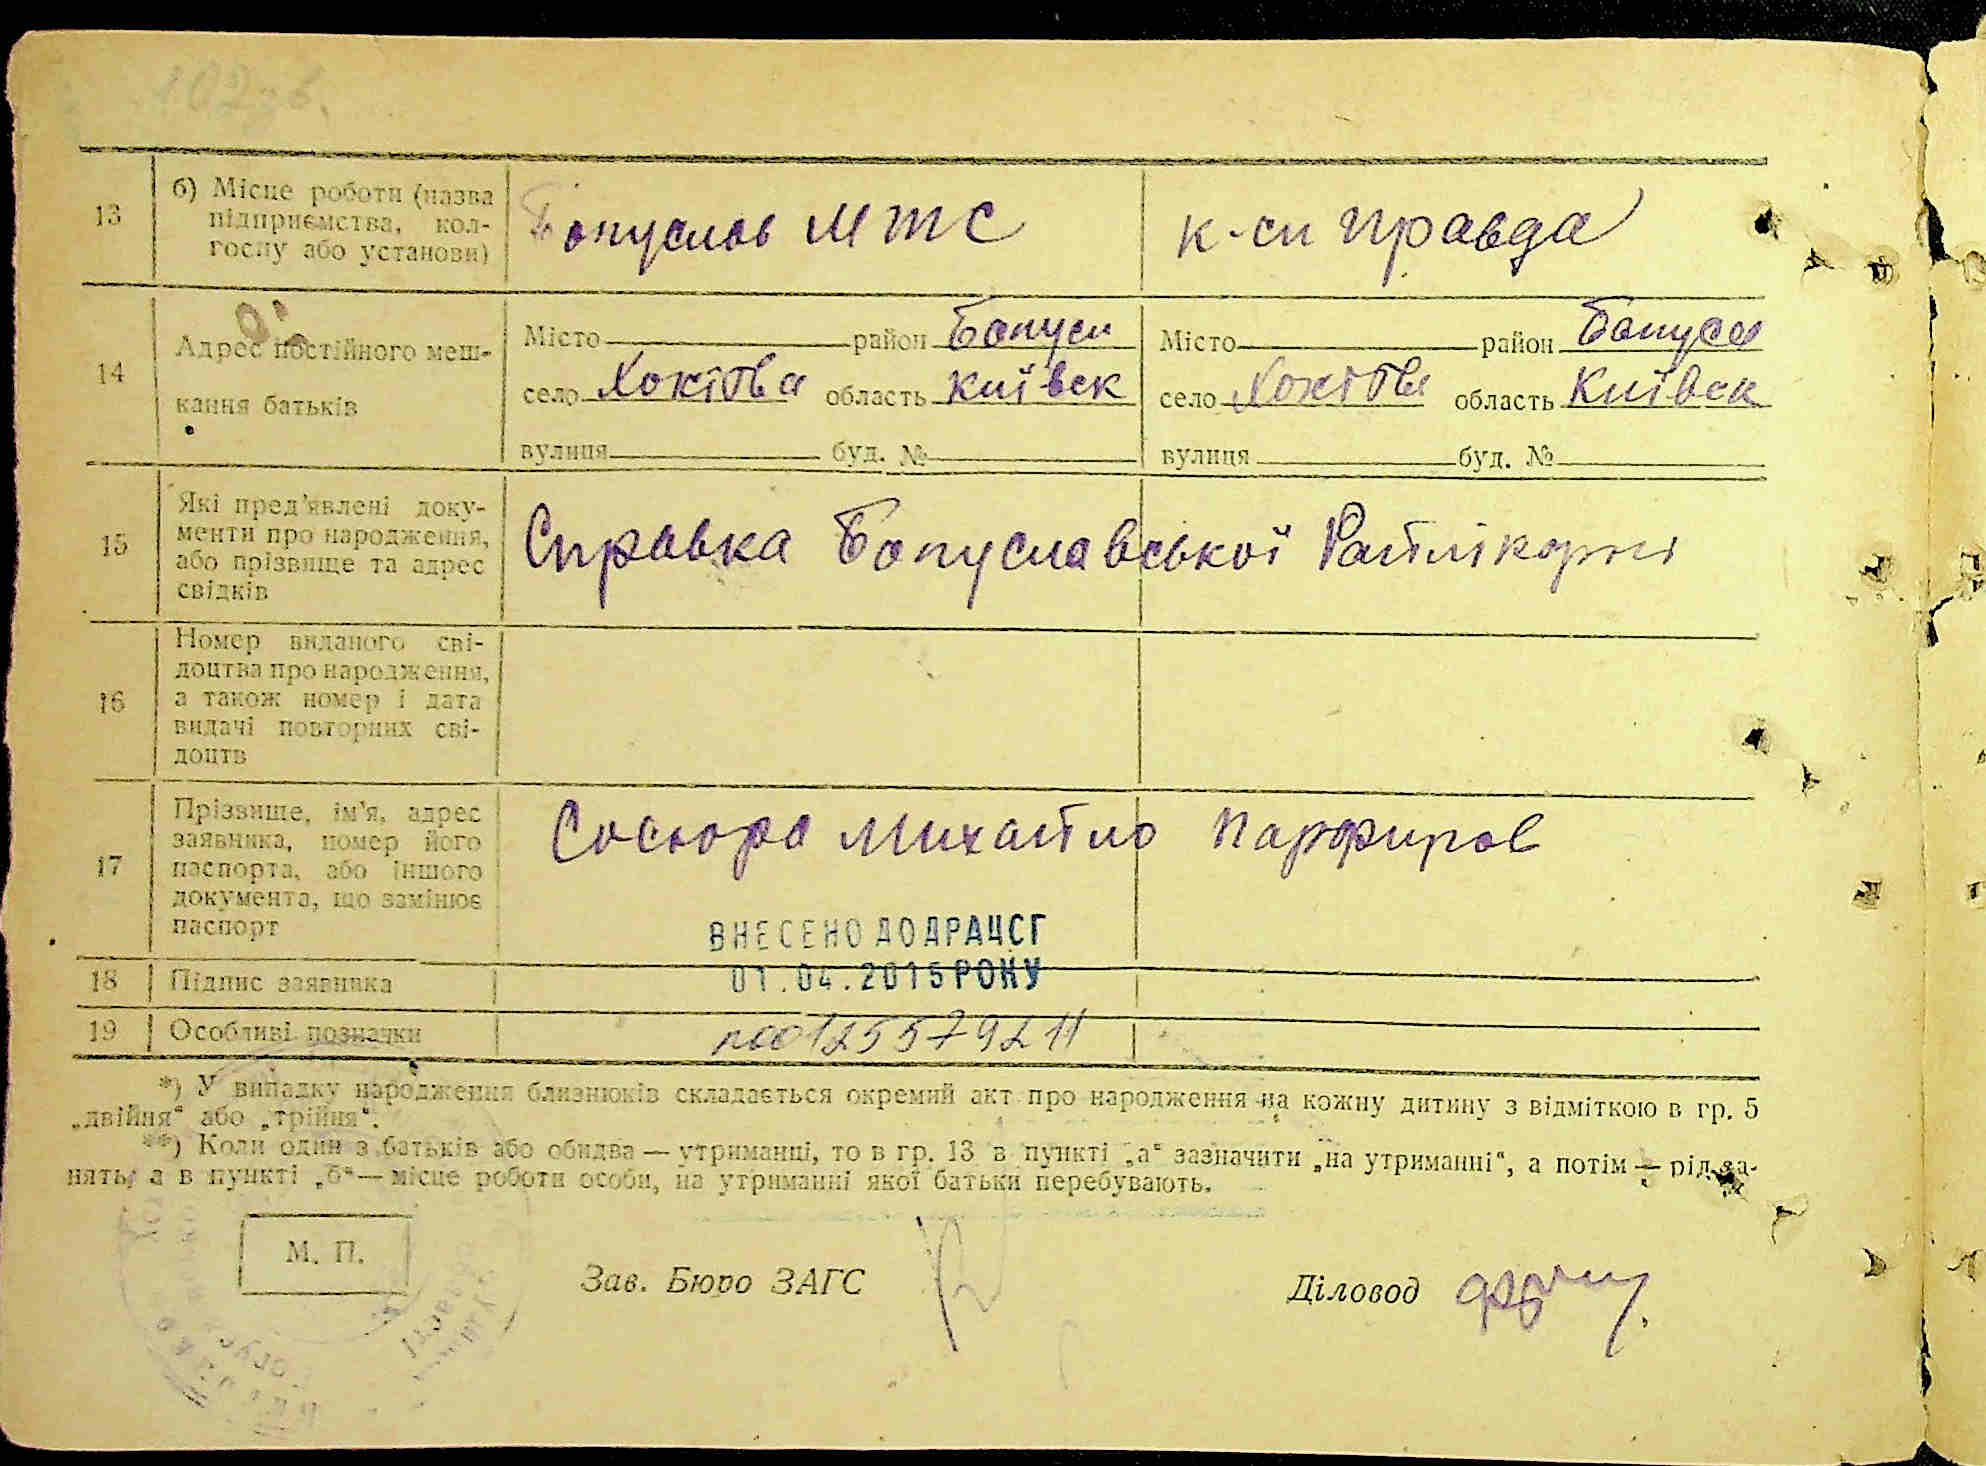 102 зв.
13 б) Місце роботи (назва підприємства, колгоспу або установи) Богуслав МТС к-сп Правда
14 Адрес постійного мешкання батьків
Місто район Богусл Місто район Богусл
село Хохітва область Київськ село Хохітва область Київськ
вулиця буд. № вулиця буд. №
15 Які пред'явлені документи про народження, або прізвище та адрес свідків Справка Богуславської Райлікарні
16 Номер виданого свідоцтва про народження, а також номер і дата видачі повторних свідоцтв
17 Прізвище, ім'я, адрес заявника, номер його паспорта, або іншого документа, що замінює паспорт Сосюра Михайло Парфиров
ВНЕСЕНО ДО ДРАЦСГ
18 Підпис заявника 01.04.2015 РОКУ
19 Особливі позначки 00125579211
*) У випадку народження близнюків складається окремий акт про народження на кожну дитину з відміткою в гр. 5
„двійня“ або „трійня“.
**) Коли один з батьків або обидва — утриманці, то в гр. 13 в пункті „а“ зазначити „на утриманні“, а потім — рід за-
нять, а в пункті „б“ — місце роботи особи, на утриманні якої батьки перебувають.
М. П.
Зав. Бюро ЗАГС Діловод